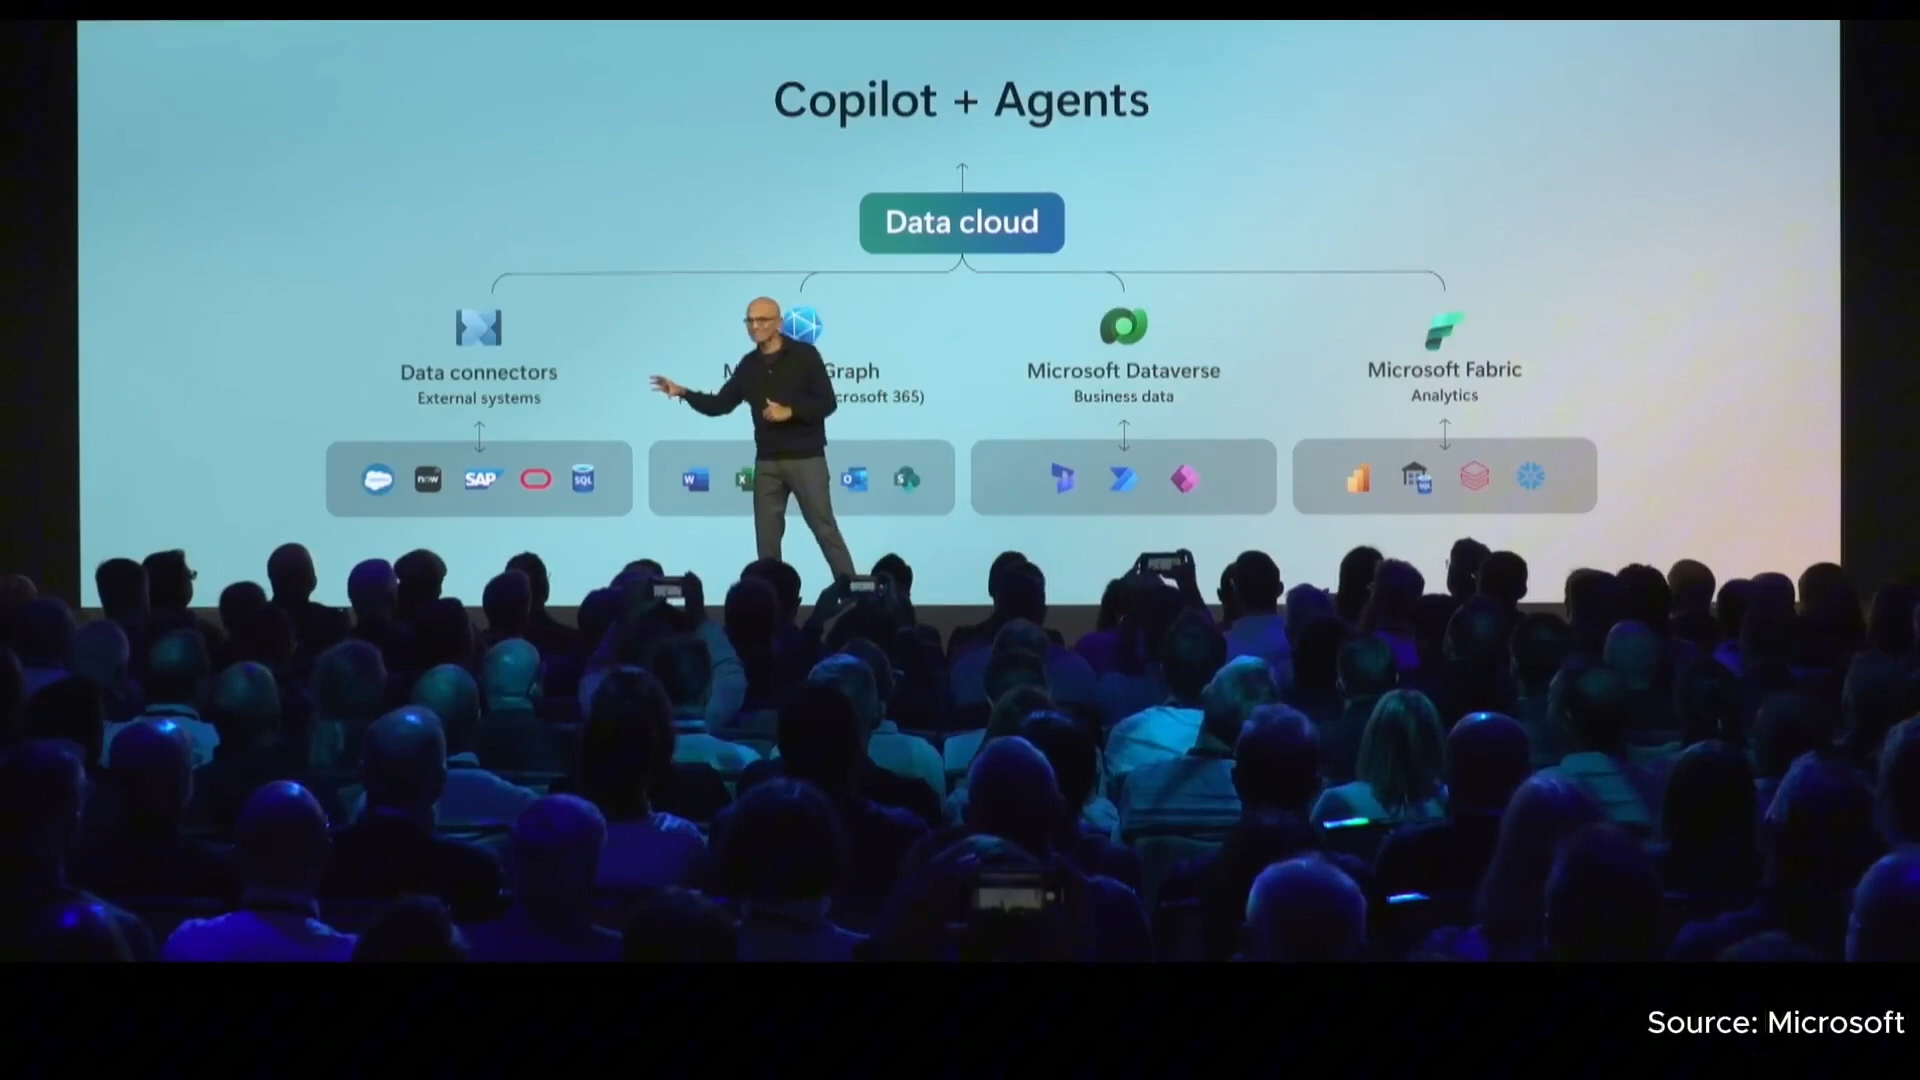 Copilot + Agents
Data cloud
Data connectors
External systems
Graph
crosoft 365)
Microsoft Dataverse
Business data
Microsoft Fabric
Analytics
now
SAP
SQL
W
X
O
S
SQL
Source: Microsoft